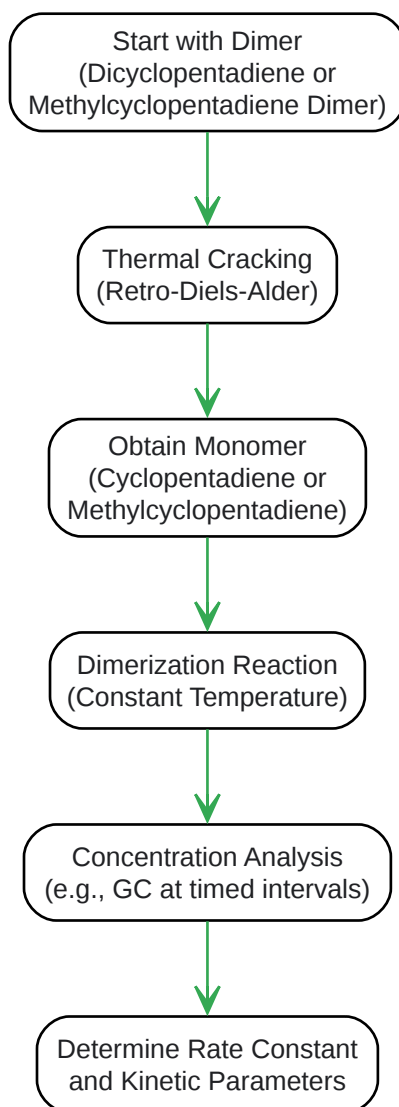 Start with Dimer
(Dicyclopentadiene or
Methylcyclopentadiene Dimer)
Thermal Cracking
(Retro-Diels-Alder)
Obtain Monomer
(Cyclopentadiene or
Methylcyclopentadiene)
Dimerization Reaction
(Constant Temperature)
Concentration Analysis
(e.g., GC at timed intervals)
Determine Rate Constant
and Kinetic Parameters